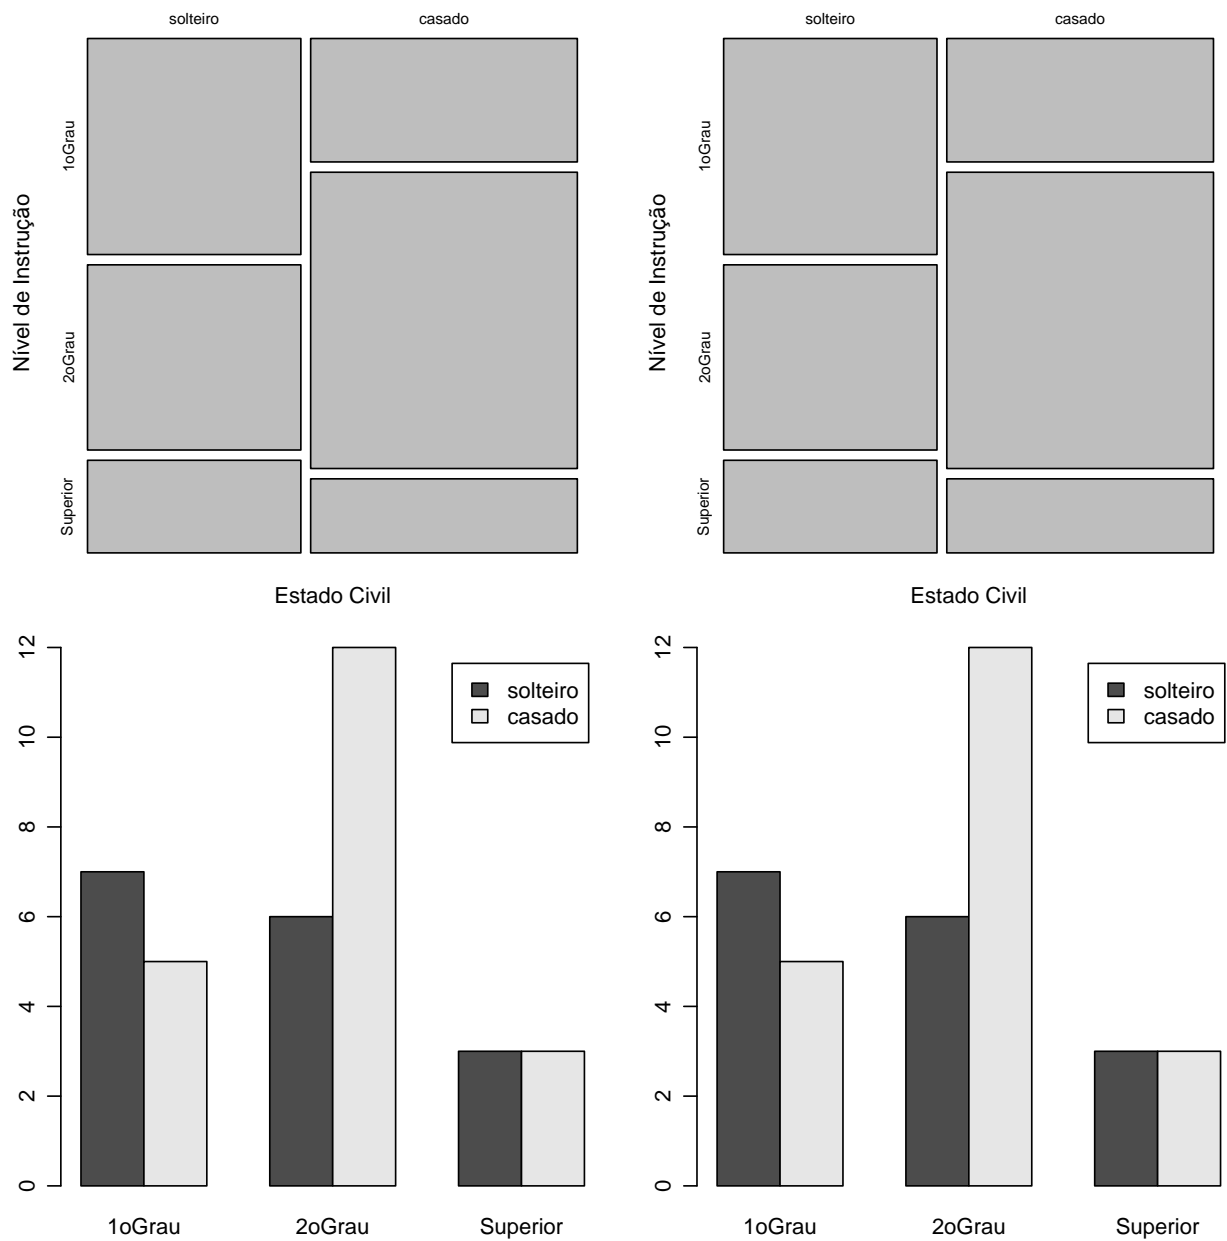 solteiro casado
1oGrau
2oGrau
Superior
Nível de Instrução
Estado Civil
solteiro casado
1oGrau
2oGrau
Superior
Nível de Instrução
Estado Civil
12
10
8
6
4
2
0
solteiro
casado
1oGrau 2oGrau Superior
12
10
8
6
4
2
0
solteiro
casado
1oGrau 2oGrau Superior